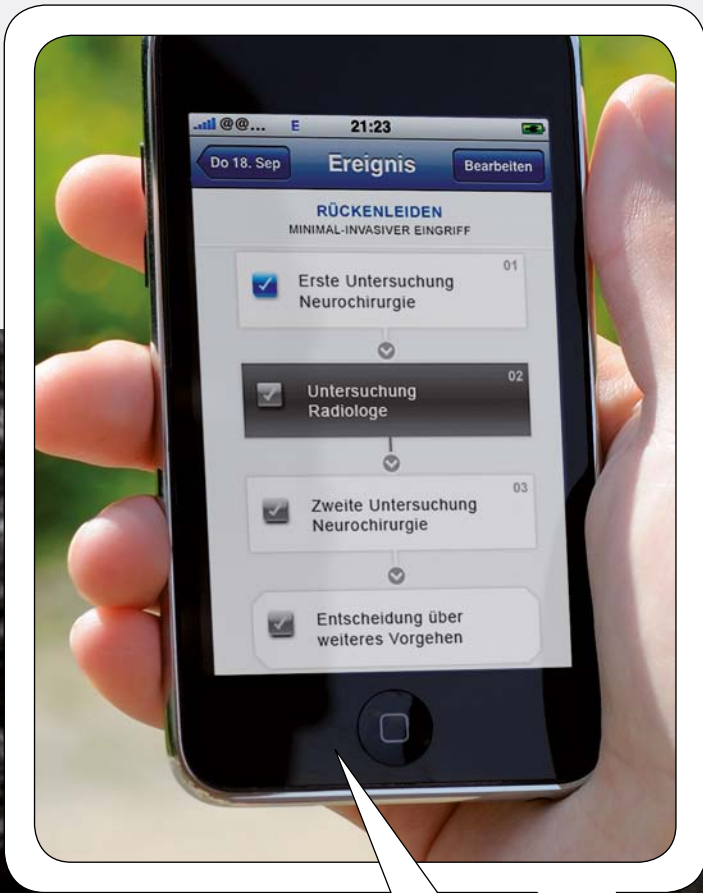 @@... E 21:23
Do 18. Sep Ereignis Bearbeiten
RÜCKENLEIDEN
MINIMAL-INVASIVER EINGRIFF
01
Erste Untersuchung
Neurochirurgie
02
Untersuchung
Radiologe
03
Zweite Untersuchung
Neurochirurgie
Entscheidung über
weiteres Vorgehen